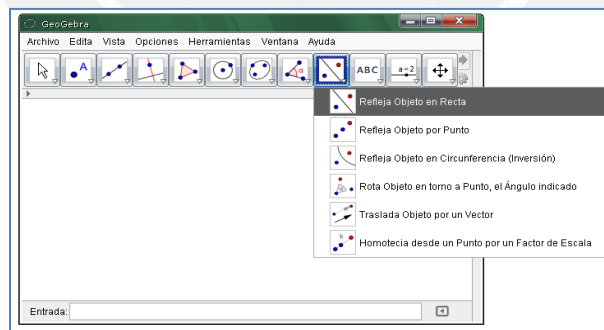 GeoGebra
Archivo Edita Vista Opciones Herramientas Ventana Ayuda
A ABC a=2
Refleja Objeto en Recta
Refleja Objeto por Punto
Refleja Objeto en Circunferencia (Inversión)
Rota Objeto en torno a Punto, el Ángulo indicado
Traslada Objeto por un Vector
Homotecia desde un Punto por un Factor de Escala
Entrada: